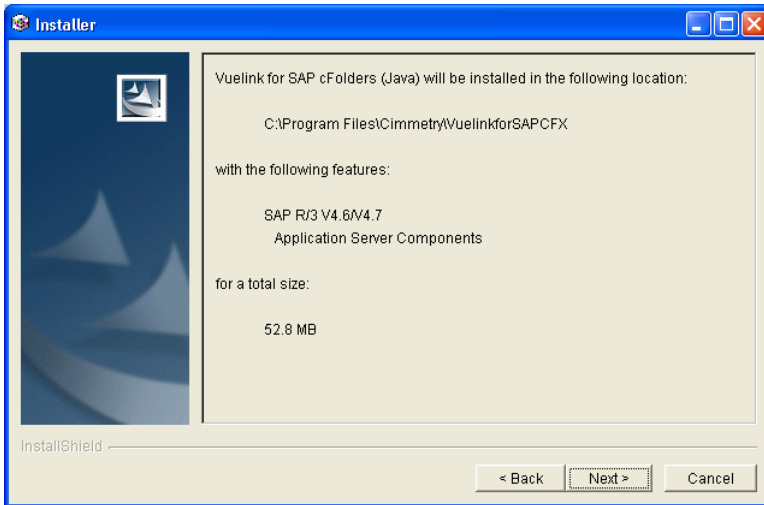 Installer
Vuelink for SAP cFolders (Java) will be installed in the following location:
C:\Program Files\Cimmetry\VuelinkforSAPCFX
with the following features:
SAP R/3 V4.6/V4.7
Application Server Components
for a total size:
52.8 MB
InstallShield
< Back Next > Cancel